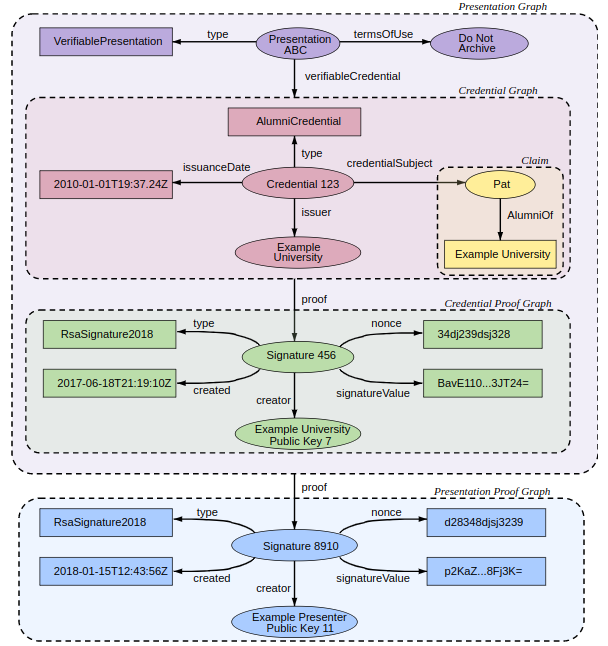 Presentation Graph
VerifiablePresentation
type
Presentation
ABC
termsOfUse
Do Not
Archive
verifiableCredential
Credential Graph
AlumniCredential
type
issuanceDate
credentialSubject
Claim
2010-01-01T19:37.24Z
Credential 123
Pat
issuer
AlumniOf
Example
University
Example University
proof
Credential Proof Graph
type
nonce
RsaSignature2018
34dj239dsj328
Signature 456
2017-06-18T21:19:10Z
BavE110...3JT24=
created
signatureValue
creator
Example University
Public Key 7
proof
Presentation Proof Graph
type
nonce
RsaSignature2018
d28348djsj3239
Signature 8910
2018-01-15T12:43:56Z
p2KaZ...8Fj3K=
created
signatureValue
creator
Example Presenter
Public Key 11